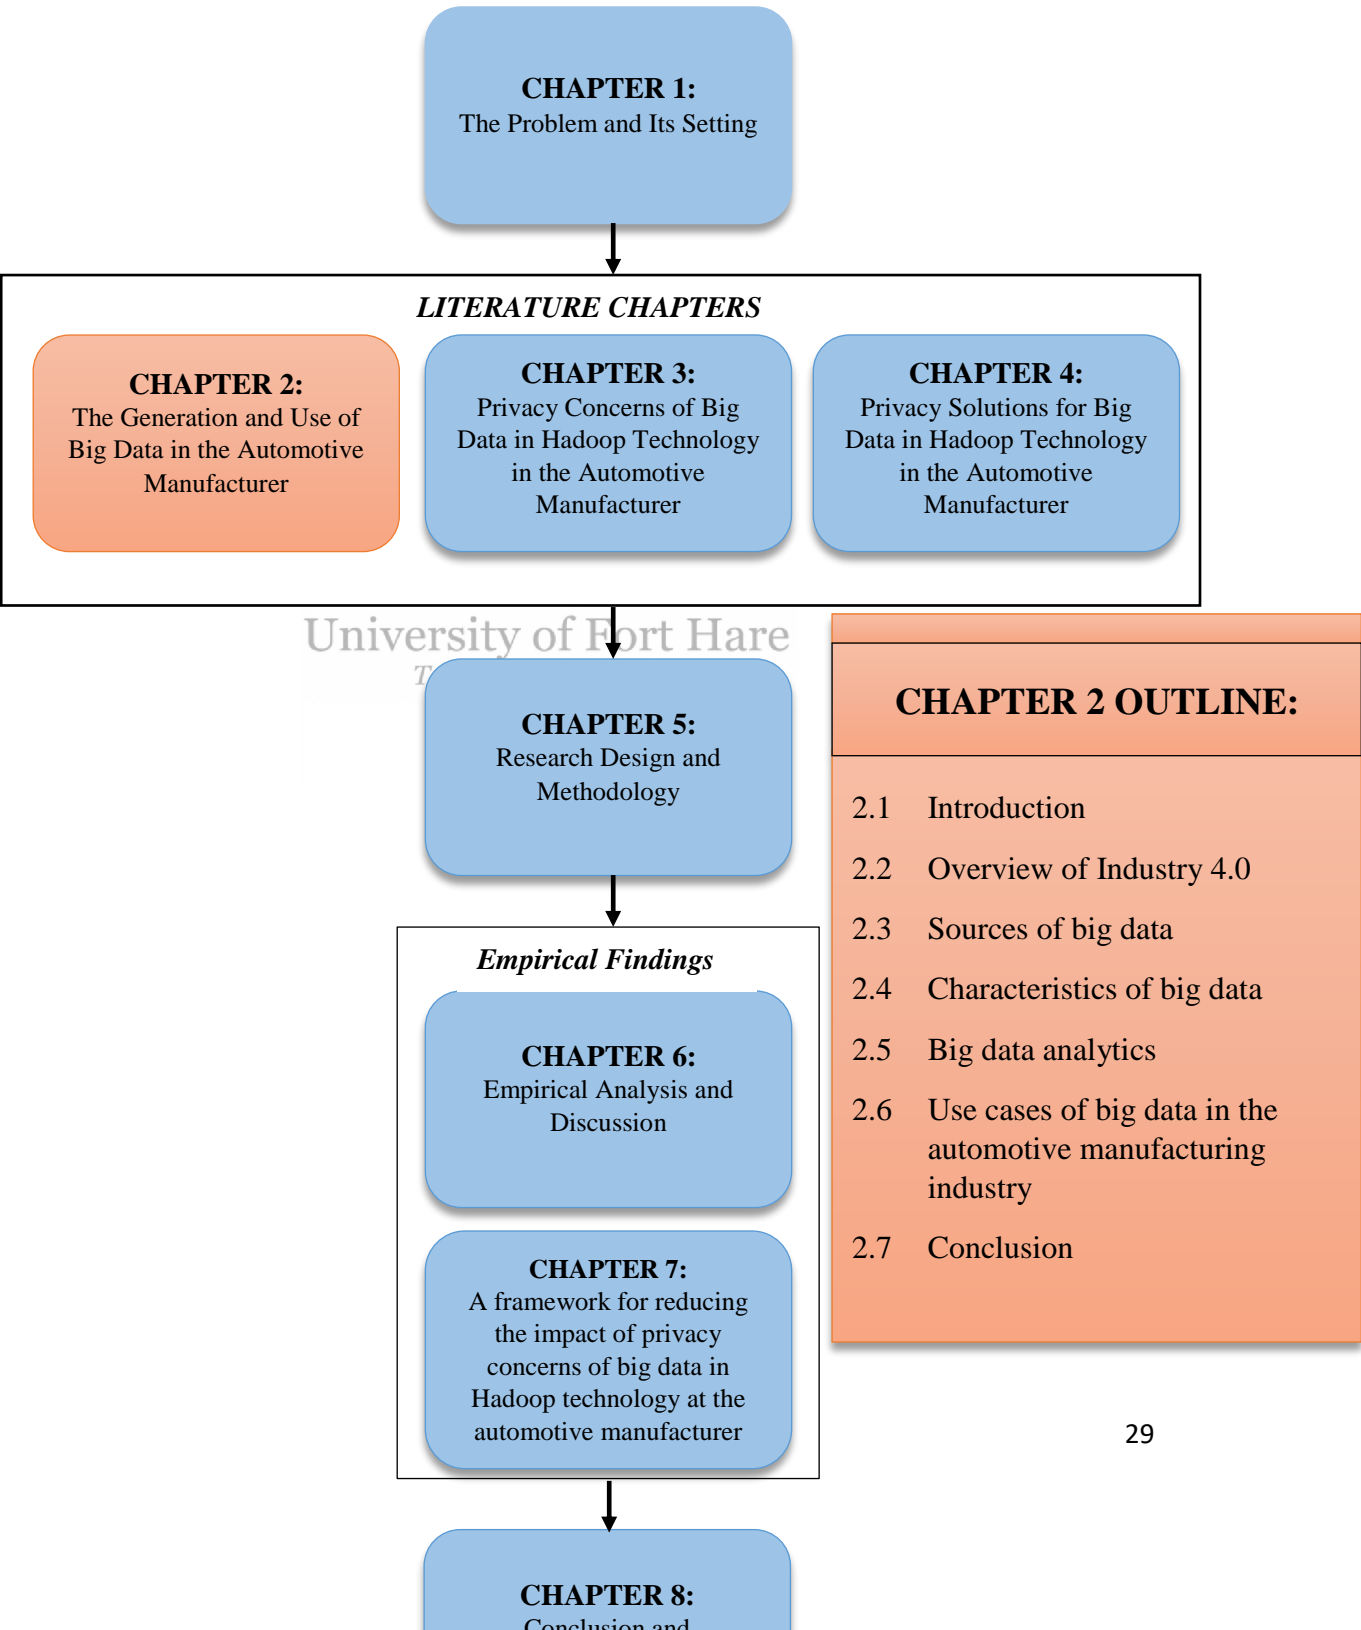 CHAPTER 1:
The Problem and Its Setting
LITERATURE CHAPTERS
CHAPTER 2:
The Generation and Use of
Big Data in the Automotive
Manufacturer
CHAPTER 3:
Privacy Concerns of Big
Data in Hadoop Technology
in the Automotive
Manufacturer
CHAPTER 4:
Privacy Solutions for Big
Data in Hadoop Technology
in the Automotive
Manufacturer
University of Fort Hare
CHAPTER 5:
Research Design and
Methodology
CHAPTER 2 OUTLINE:
2.1 Introduction
2.2 Overview of Industry 4.0
2.3 Sources of big data
2.4 Characteristics of big data
2.5 Big data analytics
2.6 Use cases of big data in the
automotive manufacturing
industry
2.7 Conclusion
Empirical Findings
CHAPTER 6:
Empirical Analysis and
Discussion
CHAPTER 7:
A framework for reducing
the impact of privacy
concerns of big data in
Hadoop technology at the
automotive manufacturer
29
CHAPTER 8:
Conclusion and